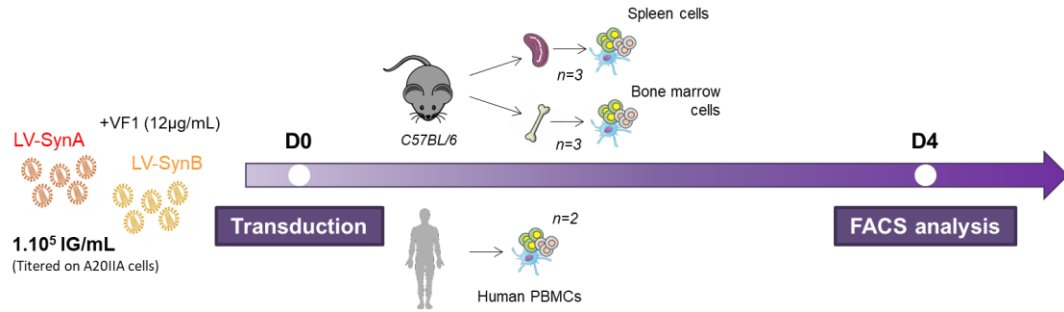 Spleen cells
n=3
Bone marrow
cells
n=3
C57BL/6
+VF1 (12µg/mL)
LV-SynA
LV-SynB
1.10⁵ IG/mL
(Titered on A20IIA cells)
D0
D4
Transduction
FACS analysis
n=2
Human PBMCs